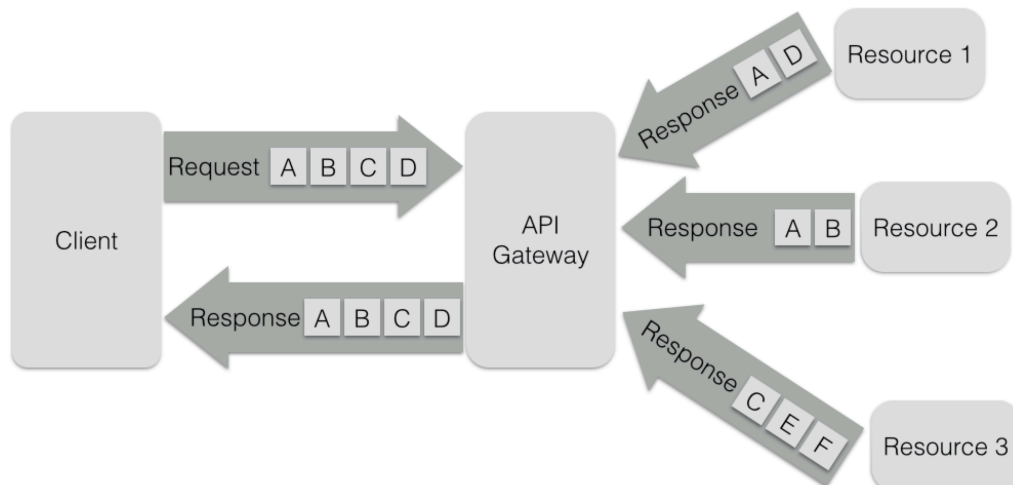 Client
Request A B C D
Response A B C D
API
Gateway
Response A D
Resource 1
Response A B
Resource 2
Response C E F
Resource 3